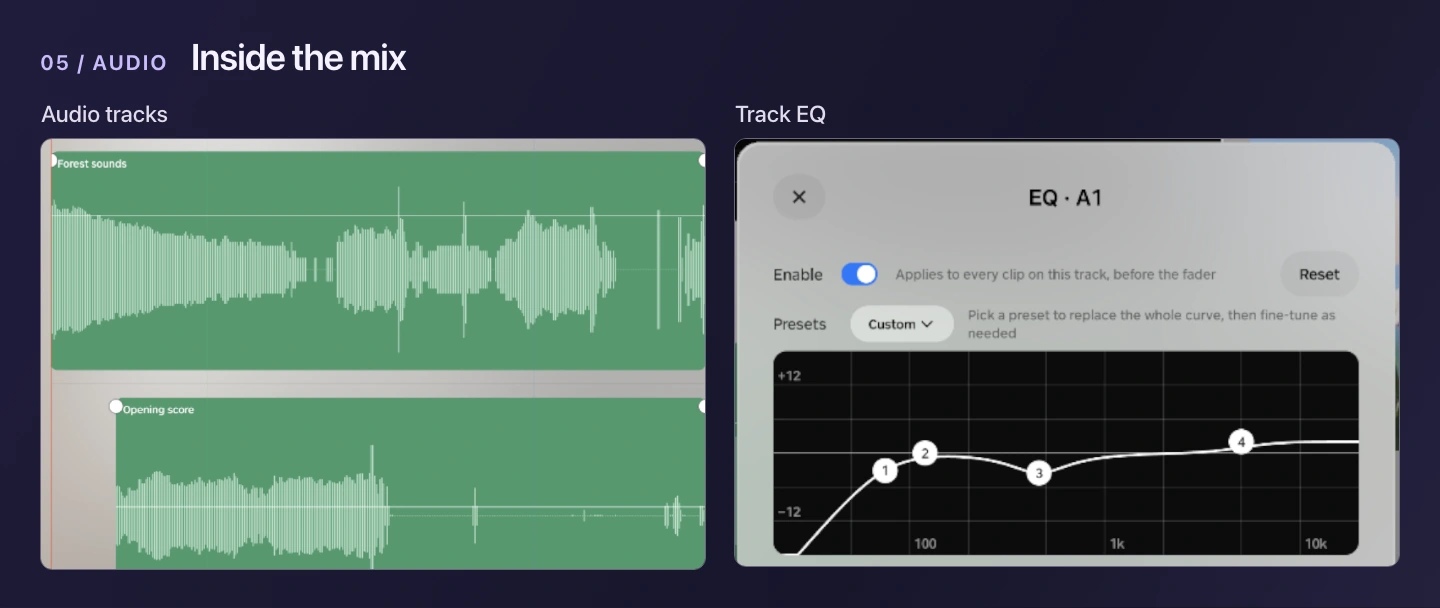 05 / AUDIO Inside the mix
Audio tracks
Forest sounds
Opening score
Track EQ
EQ · A1
Enable
Applies to every clip on this track, before the fader
Reset
Presets
Custom
Pick a preset to replace the whole curve, then fine-tune as
needed
+12
1
2
3
4
−12
100
1k
10k